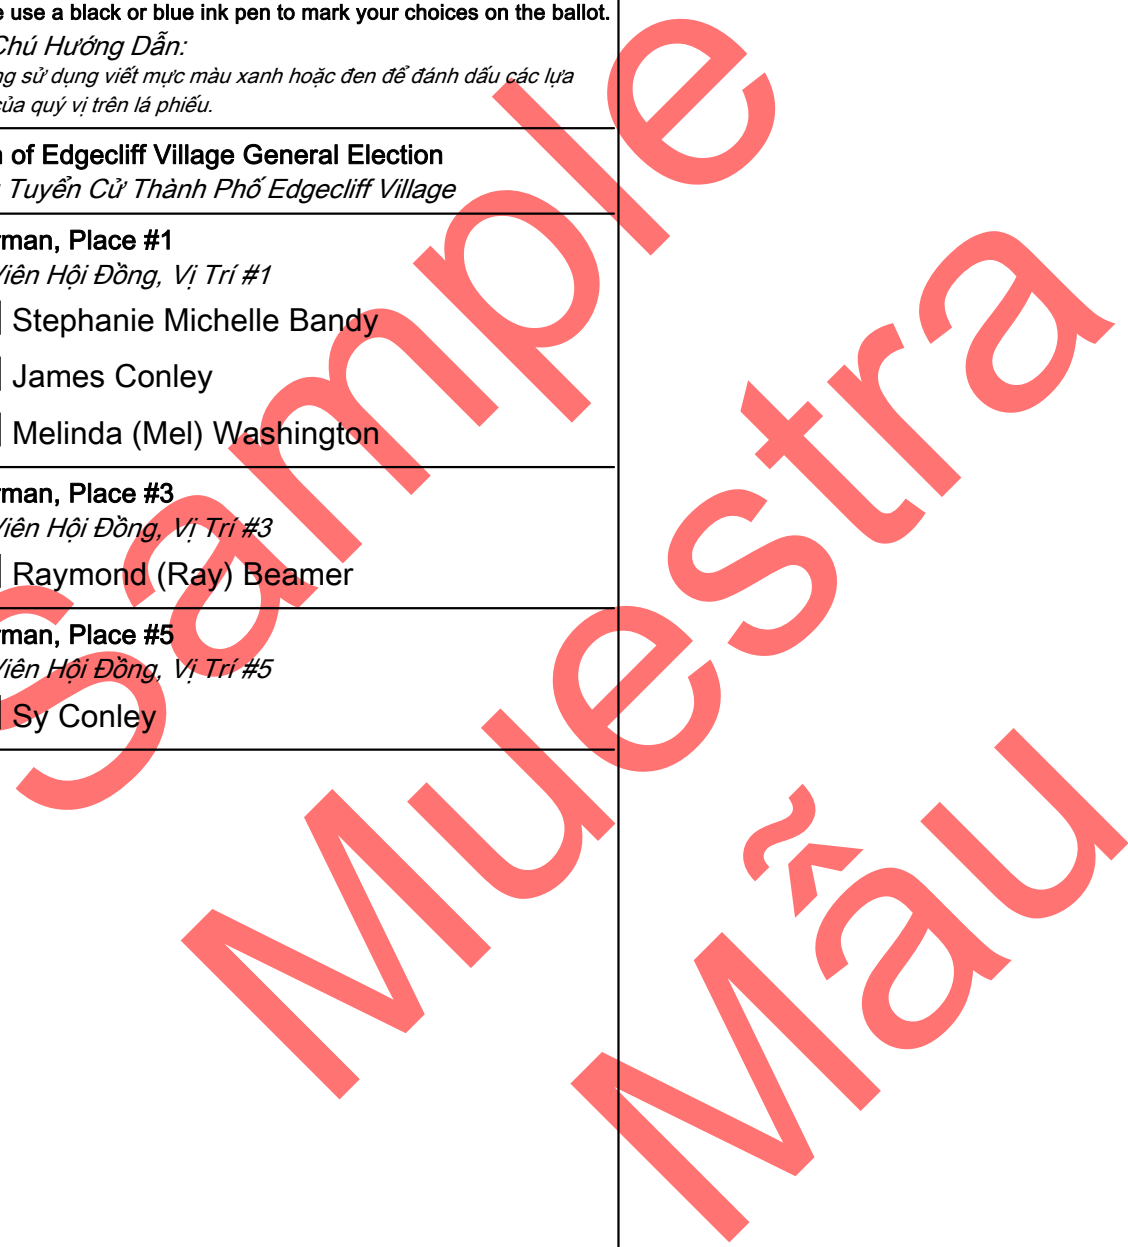 e use a black or blue ink pen to mark your choices on the ballot.
Chú Hướng Dẫn:
ng sử dụng viết mực màu xanh hoặc đen để đánh dấu các lựa
của quý vị trên lá phiếu.
n of Edgecliff Village General Election
Tuyển Cử Thành Phố Edgecliff Village
rman, Place #1
Viên Hội Đồng, Vị Trí #1
Stephanie Michelle Bandy
James Conley
Melinda (Mel) Washington
rman, Place #3
Viên Hội Đồng, Vị Trí #3
Raymond (Ray) Beamer
rman, Place #5
Viên Hội Đồng, Vị Trí #5
Sy Conley
Sample
Muestra
Mẫu